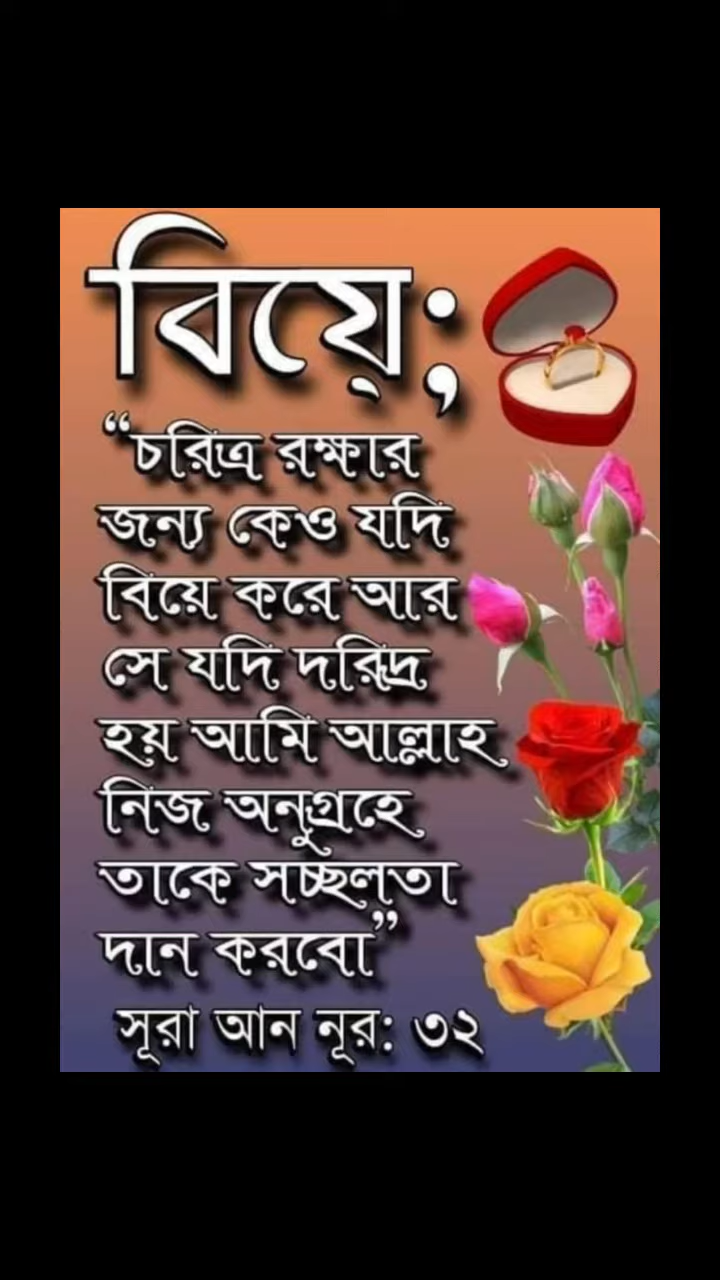 বিয়ে;
“চরিত্র রক্ষার
জন্য কেও যদি
বিয়ে করে আর
সে যদি দরিদ্র
হয় আমি আল্লাহ
নিজ অনুগ্রহে
তাকে সচ্ছলতা
দান করবো”
সূরা আন নূর: ৩২